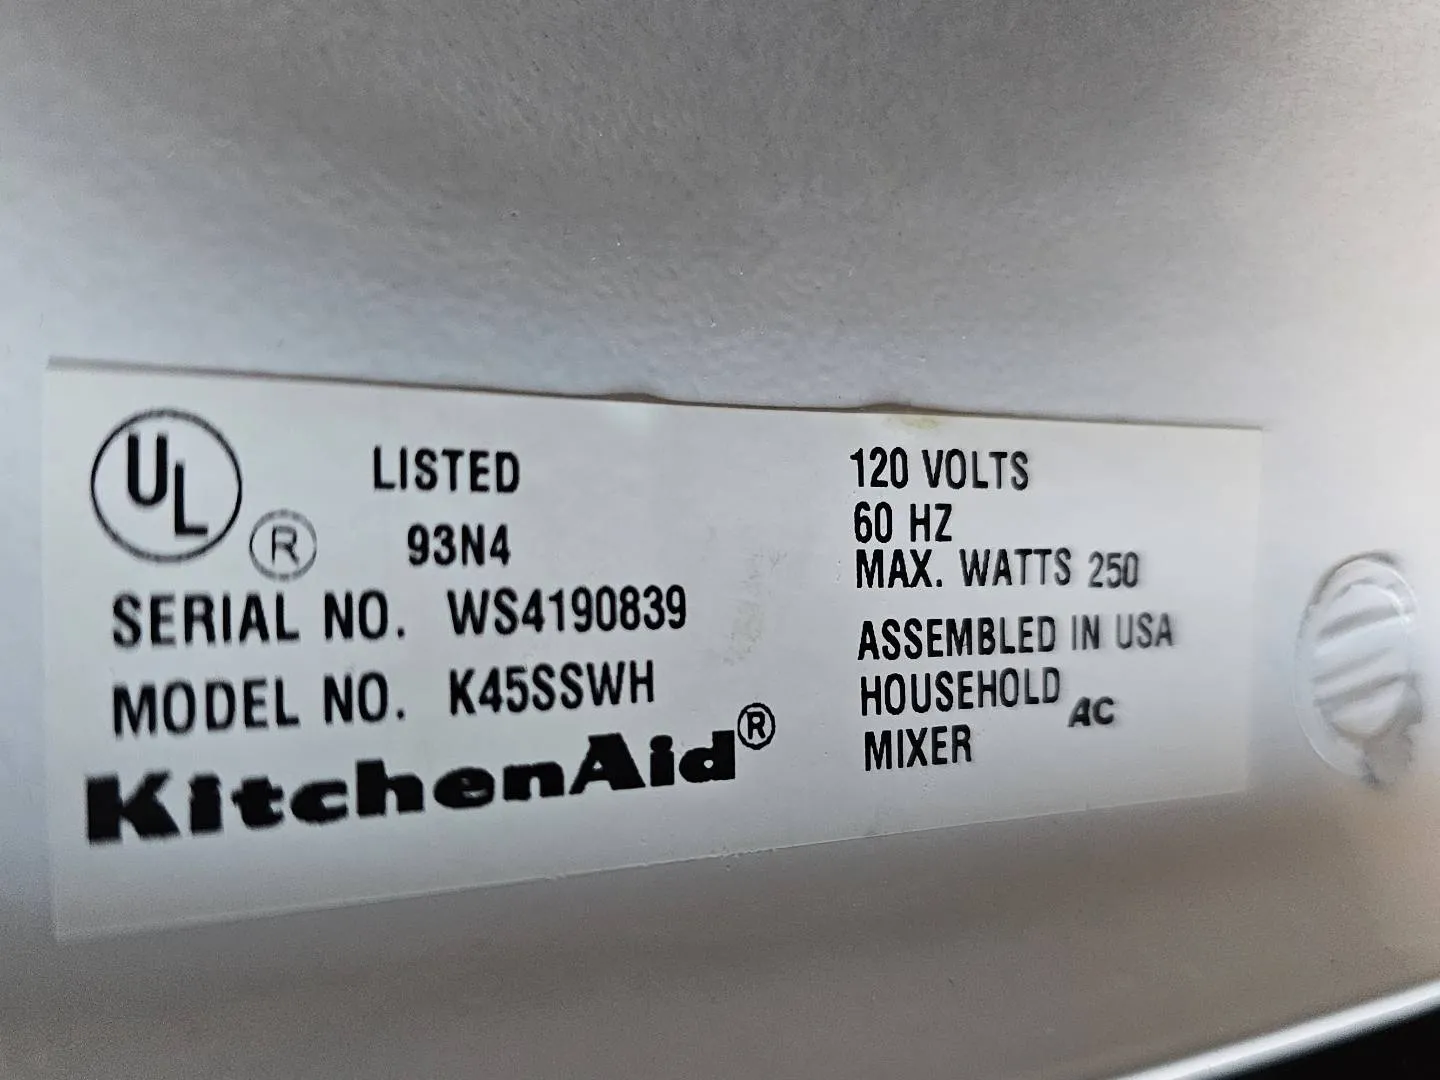 UL ®
LISTED
93N4
SERIAL NO. WS4190839
MODEL NO. K45SSWH
KitchenAid®
120 VOLTS
60 HZ
MAX. WATTS 250
ASSEMBLED IN USA
HOUSEHOLD AC
MIXER